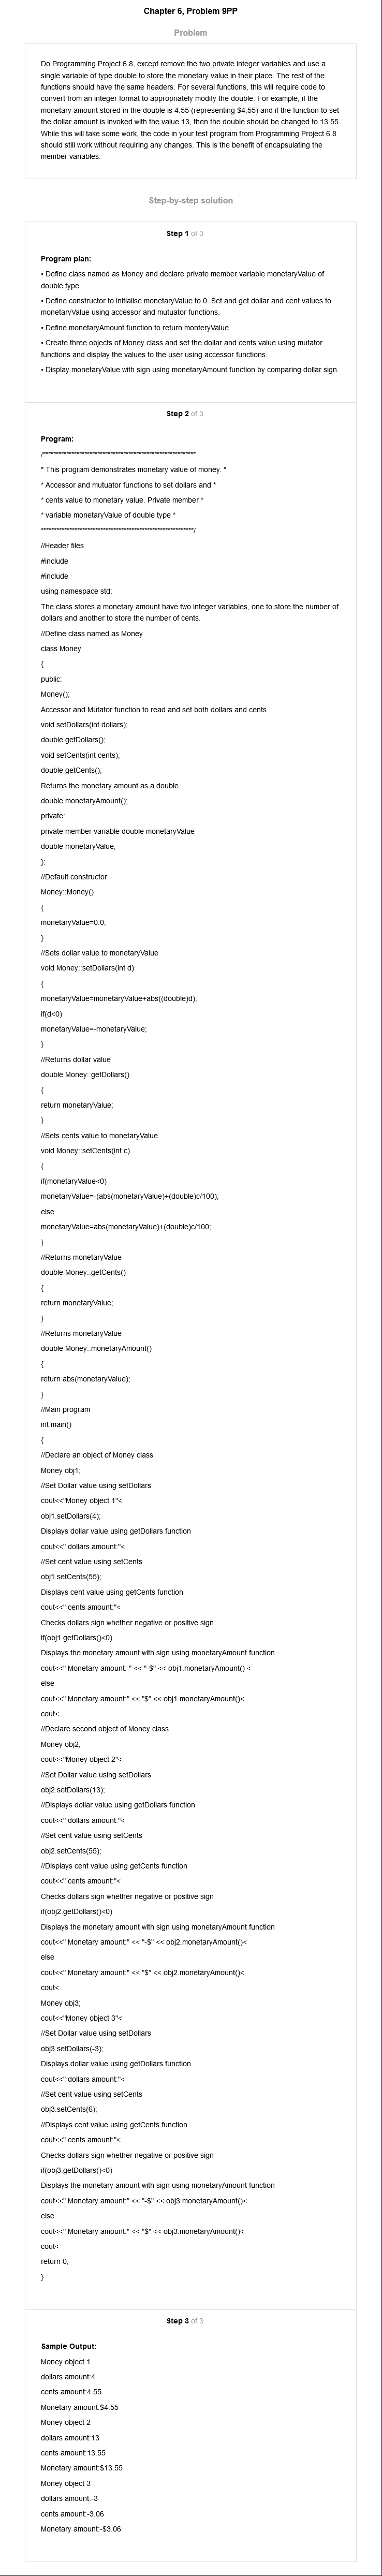 Chapter 6, Problem 9PP
Problem
Do Programming Project 6.8, except remove the two private integer variables and use a
single variable of type double to store the monetary value in their place. The rest of the
functions should have the same headers. For several functions, this will require code to
convert from an integer format to appropriately modify the double. For example, if the
monetary amount stored in the double is 4.55 (representing $4.55) and if the function to set
the dollar amount is invoked with the value 13, then the double should be changed to 13.55.
While this will take some work, the code in your test program from Programming Project 6.8
should still work without requiring any changes. This is the benefit of encapsulating the
member variables.
Step-by-step solution
Step 1 of 3
Program plan:
• Define class named as Money and declare private member variable monetaryValue of
double type.
• Define constructor to initialise monetaryValue to 0. Set and get dollar and cent values to
monetaryValue using accessor and mutuator functions.
• Define monetaryAmount function to return monteryValue
• Create three objects of Money class and set the dollar and cents value using mutator
functions and display the values to the user using accessor functions.
• Display monetaryValue with sign using monetaryAmount function by comparing dollar sign.
Step 2 of 3
Program:
/**********************************************************
* This program demonstrates monetary value of money. *
* Accessor and mutuator functions to set dollars and *
* cents value to monetary value. Private member *
* variable monetaryValue of double type *
**********************************************************/
//Header files
#include
#include
using namespace std;
The class stores a monetary amount have two integer variables, one to store the number of
dollars and another to store the number of cents.
//Define class named as Money
class Money
{
public:
Money();
Accessor and Mutator function to read and set both dollars and cents
void setDollars(int dollars);
double getDollars();
void setCents(int cents);
double getCents();
Returns the monetary amount as a double
double monetaryAmount();
private:
private member variable double monetaryValue
double monetaryValue;
};
//Default constructor
Money::Money()
{
monetaryValue=0.0;
}
//Sets dollar value to monetaryValue
void Money::setDollars(int d)
{
monetaryValue=monetaryValue+abs((double)d);
if(d<0)
monetaryValue=-monetaryValue;
}
//Returns dollar value
double Money::getDollars()
{
return monetaryValue;
}
//Sets cents value to monetaryValue
void Money::setCents(int c)
{
if(monetaryValue<0)
monetaryValue=-(abs(monetaryValue)+(double)c/100);
else
monetaryValue=abs(monetaryValue)+(double)c/100;
}
//Returns monetaryValue
double Money::getCents()
{
return monetaryValue;
}
//Returns monetaryValue
double Money::monetaryAmount()
{
return abs(monetaryValue);
}
//Main program
int main()
{
//Declare an object of Money class
Money obj1;
//Set Dollar value using setDollars
cout<<"Money object 1"<
obj1.setDollars(4);
Displays dollar value using getDollars function
cout<<" dollars amount:"<
//Set cent value using setCents
obj1.setCents(55);
Displays cent value using getCents function
cout<<" cents amount:"<
Checks dollars sign whether negative or positive sign
if(obj1.getDollars()<0)
Displays the monetary amount with sign using monetaryAmount function
cout<<" Monetary amount: " << "-$" << obj1.monetaryAmount() <
else
cout<<" Monetary amount:" << "$" << obj1.monetaryAmount()<
cout<
//Declare second object of Money class
Money obj2;
cout<<"Money object 2"<
//Set Dollar value using setDollars
obj2.setDollars(13);
//Displays dollar value using getDollars function
cout<<" dollars amount:"<
//Set cent value using setCents
obj2.setCents(55);
//Displays cent value using getCents function
cout<<" cents amount:"<
Checks dollars sign whether negative or positive sign
if(obj2.getDollars()<0)
Displays the monetary amount with sign using monetaryAmount function
cout<<" Monetary amount:" << "-$" << obj2.monetaryAmount()<
else
cout<<" Monetary amount:" << "$" << obj2.monetaryAmount()<
cout<
Money obj3;
cout<<"Money object 3"<
//Set Dollar value using setDollars
obj3.setDollars(-3);
Displays dollar value using getDollars function
cout<<" dollars amount:"<
//Set cent value using setCents
obj3.setCents(6);
//Displays cent value using getCents function
cout<<" cents amount:"<
Checks dollars sign whether negative or positive sign
if(obj3.getDollars()<0)
Displays the monetary amount with sign using monetaryAmount function
cout<<" Monetary amount:" << "-$" << obj3.monetaryAmount()<
else
cout<<" Monetary amount:" << "$" << obj3.monetaryAmount()<
cout<
return 0;
}
Step 3 of 3
Sample Output:
Money object 1
dollars amount:4
cents amount:4.55
Monetary amount:$4.55
Money object 2
dollars amount:13
cents amount:13.55
Monetary amount:$13.55
Money object 3
dollars amount:-3
cents amount:-3.06
Monetary amount:-$3.06